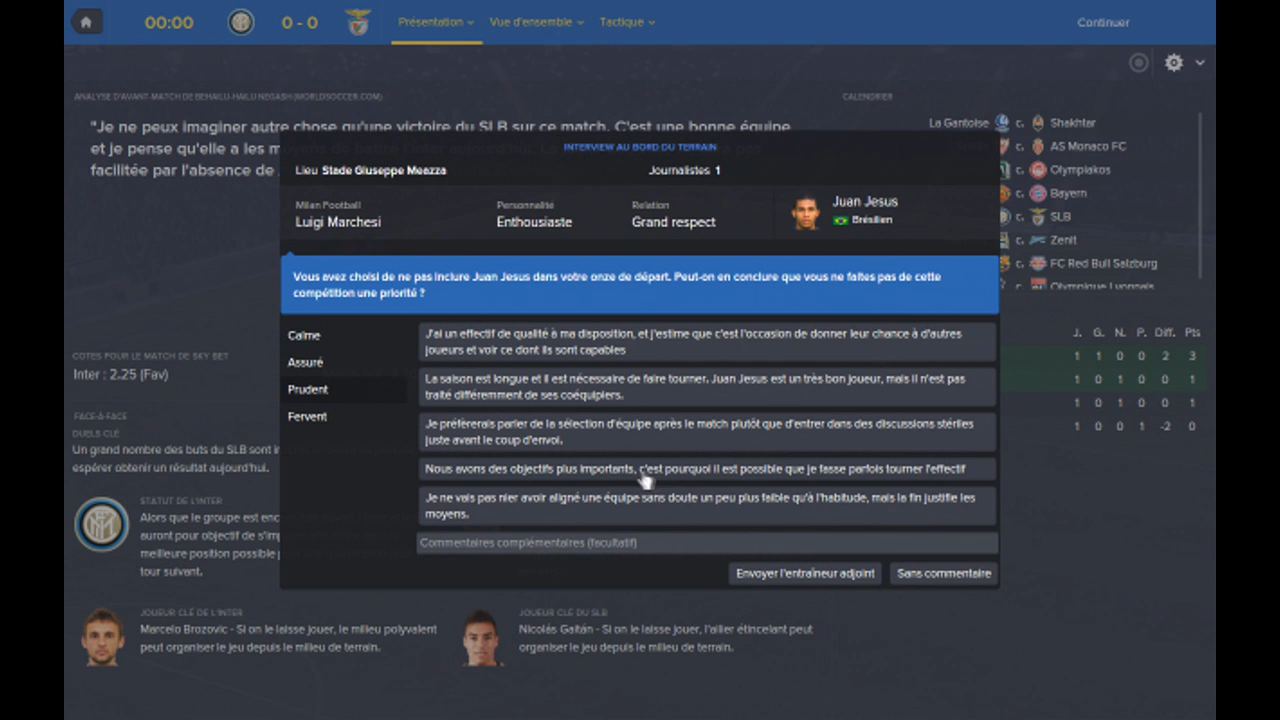 00:00
0 - 0
Présentation
Vue d'ensemble
Tactique
Continuer
ANALYSE D'AVANT-MATCH DE BEHAILU-HAILU NEGASH (WORLDSOCCER.COM)
CALENDRIER
"Je ne peux imaginer autre chose qu'une victoire du SLB sur ce match. C'est une bonne équipe
et je pense qu'elle a les moyens de battre l'Inter aujourd'hui. La
facilitée par l'absence de
La Gantoise c. Shakhtar
c. AS Monaco FC
c. Olympiakos
c. Bayern
c. SLB
c. Zenit
c. FC Red Bull Salzburg
c. Olympique Lyonnais
INTERVIEW AU BORD DU TERRAIN
Lieu Stade Giuseppe Meazza
Journalistes 1
Milan Football
Luigi Marchesi
Personnalité
Enthousiaste
Relation
Grand respect
Juan Jesus
Brésilien
Vous avez choisi de ne pas inclure Juan Jesus dans votre onze de départ. Peut-on en conclure que vous ne faites pas de cette
compétition une priorité ?
Calme
Assuré
Prudent
Fervent
J'ai un effectif de qualité à ma disposition, et j'estime que c'est l'occasion de donner leur chance à d'autres
joueurs et voir ce dont ils sont capables
La saison est longue et il est nécessaire de faire tourner. Juan Jesus est un très bon joueur, mais il n'est pas
traité différemment de ses coéquipiers.
Je préfèrerais parler de la sélection d'équipe après le match plutôt que d'entrer dans des discussions stériles
juste avant le coup d'envoi.
Nous avons des objectifs plus importants, c'est pourquoi il est possible que je fasse parfois tourner l'effectif
Je ne vais pas nier avoir aligné une équipe sans doute un peu plus faible qu'à l'habitude, mais la fin justifie les
moyens.
Commentaires complémentaires (facultatif)
Envoyer l'entraîneur adjoint
Sans commentaire
J. G. N. P. Diff. Pts
1 1 0 0 2 3
1 0 1 0 0 1
1 0 1 0 0 1
1 0 0 1 -2 0
COTES POUR LE MATCH DE SKY BET
Inter : 2.25 (Fav)
FACE-À-FACE
DUELS CLÉ
Un grand nombre des buts du SLB sont
espérer obtenir un résultat aujourd'hui.
STATUT DE L'INTER
Alors que le groupe est
auront pour objectif de
meilleure position possible
tour suivant.
JOUEUR CLÉ DE L'INTER
Marcelo Brozovic - Si on le laisse jouer, le milieu polyvalent
peut organiser le jeu depuis le milieu de terrain.
JOUEUR CLÉ DU SLB
Nicolás Gaitán - Si on le laisse jouer, l'ailier étincelant peut
organiser le jeu depuis le milieu de terrain.